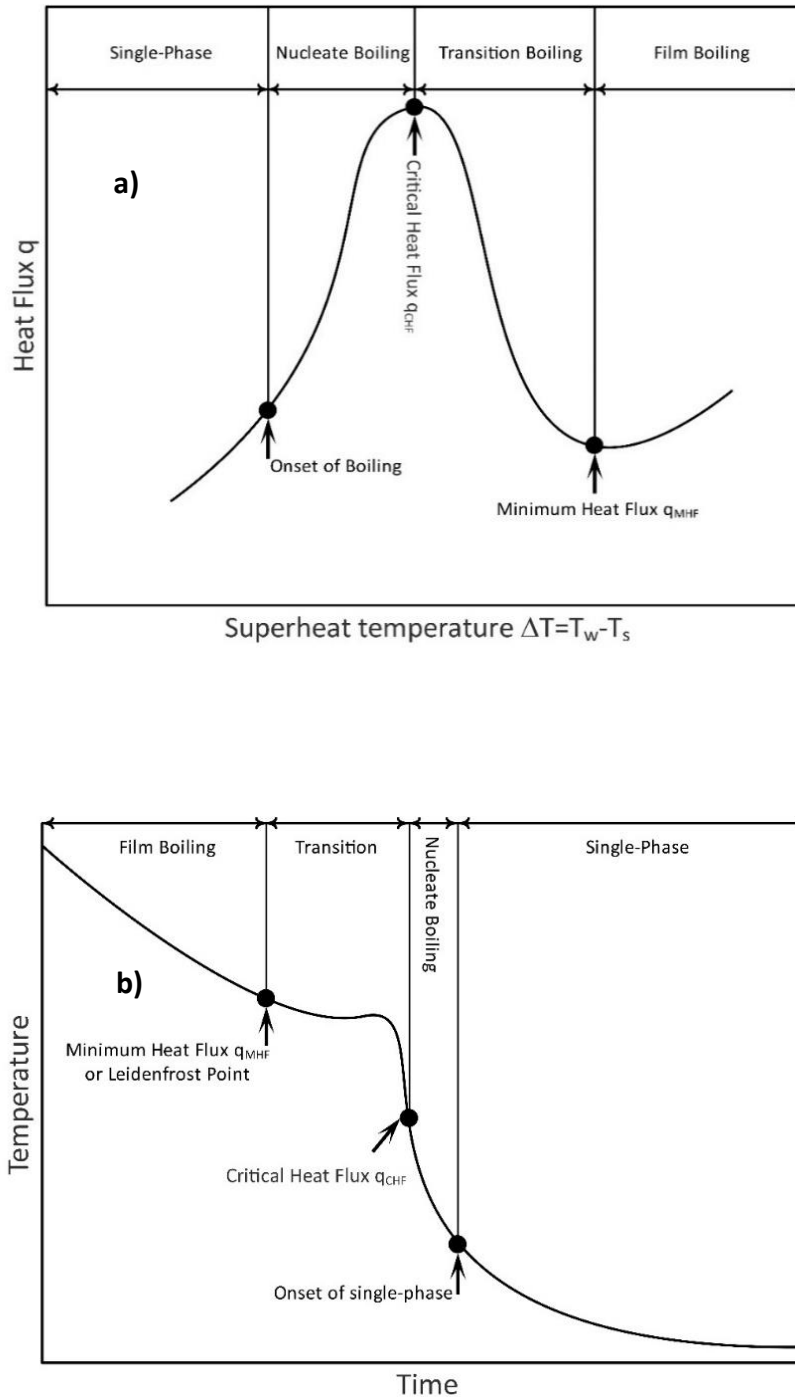 Single-Phase Nucleate Boiling Transition Boiling Film Boiling
a)
Critical Heat Flux qCHF
Heat Flux q
Onset of Boiling
Minimum Heat Flux qMHF
Superheat temperature ΔT=Tw-Ts
Film Boiling Transition Nucleate Boiling Single-Phase
b)
Minimum Heat Flux qMHF
or Leidenfrost Point
Temperature
Critical Heat Flux qCHF
Onset of single-phase
Time